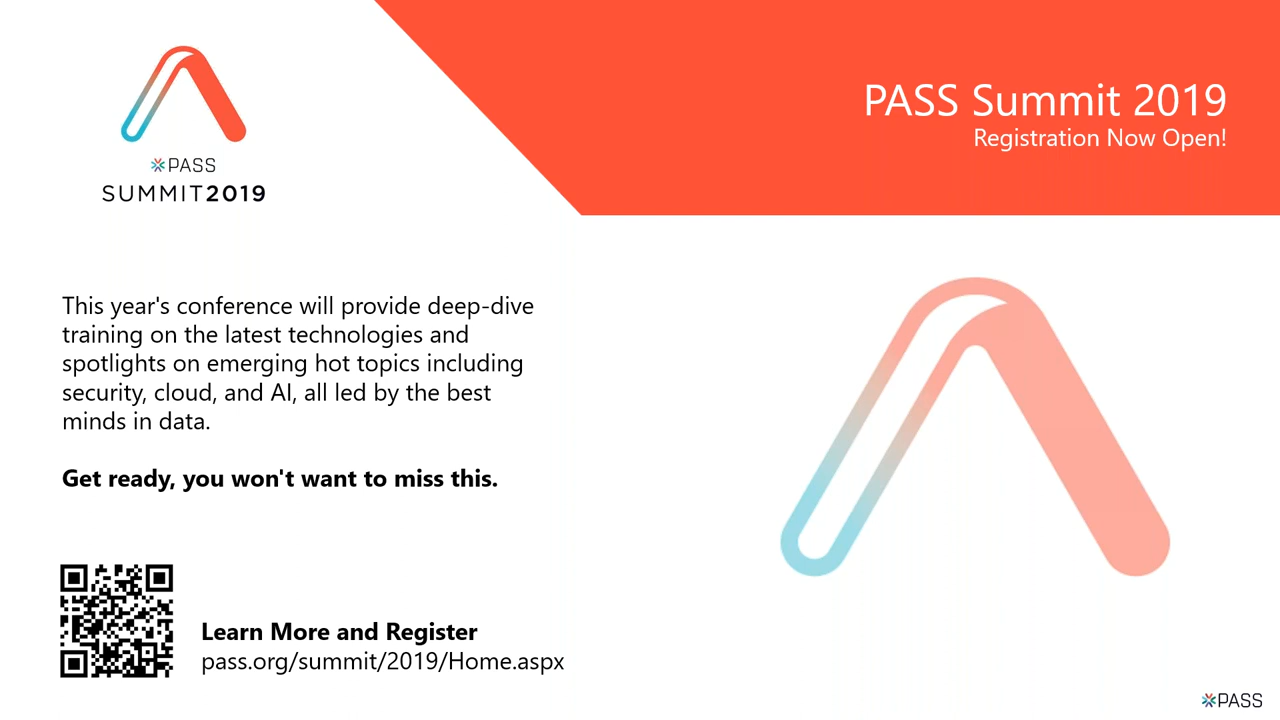 PASS
SUMMIT2019
PASS Summit 2019
Registration Now Open!
This year's conference will provide deep-dive
training on the latest technologies and
spotlights on emerging hot topics including
security, cloud, and AI, all led by the best
minds in data.
Get ready, you won't want to miss this.
Learn More and Register
pass.org/summit/2019/Home.aspx
PASS